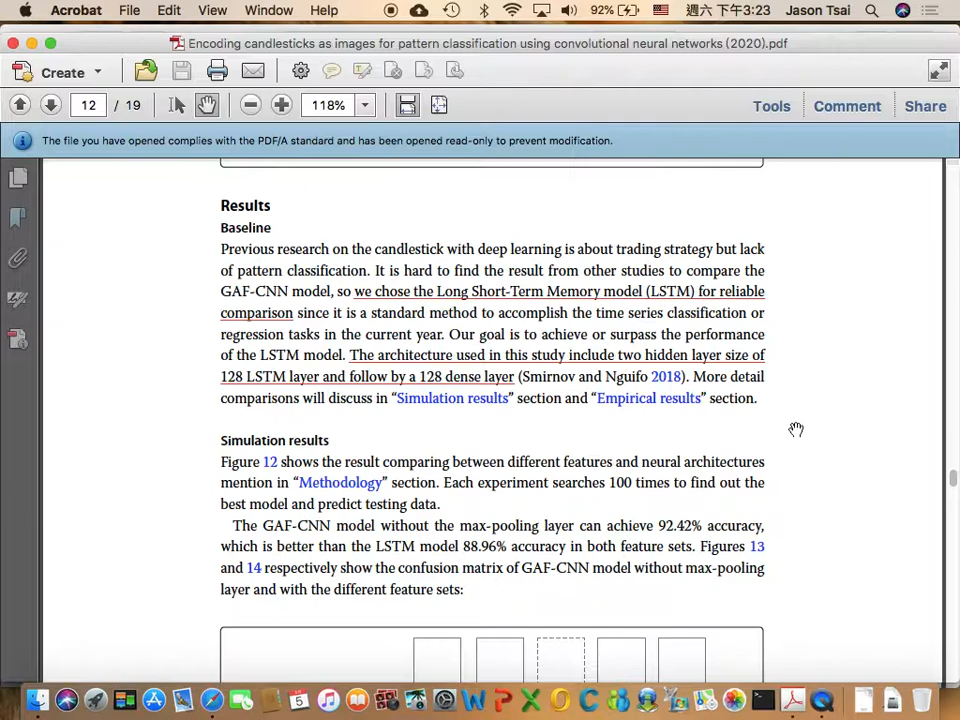 Acrobat File Edit View Window Help 92% 週六 下午3:23 Jason Tsai
Encoding candlesticks as images for pattern classification using convolutional neural networks (2020).pdf
Create
12 / 19 118% Tools Comment Share
The file you have opened complies with the PDF/A standard and has been opened read-only to prevent modification.
Results
Baseline
Previous research on the candlestick with deep learning is about trading strategy but lack
of pattern classification. It is hard to find the result from other studies to compare the
GAF-CNN model, so we chose the Long Short-Term Memory model (LSTM) for reliable
comparison since it is a standard method to accomplish the time series classification or
regression tasks in the current year. Our goal is to achieve or surpass the performance
of the LSTM model. The architecture used in this study include two hidden layer size of
128 LSTM layer and follow by a 128 dense layer (Smirnov and Nguifo 2018). More detail
comparisons will discuss in “Simulation results” section and “Empirical results” section.
Simulation results
Figure 12 shows the result comparing between different features and neural architectures
mention in “Methodology” section. Each experiment searches 100 times to find out the
best model and predict testing data.
The GAF-CNN model without the max-pooling layer can achieve 92.42% accuracy,
which is better than the LSTM model 88.96% accuracy in both feature sets. Figures 13
and 14 respectively show the confusion matrix of GAF-CNN model without max-pooling
layer and with the different feature sets: